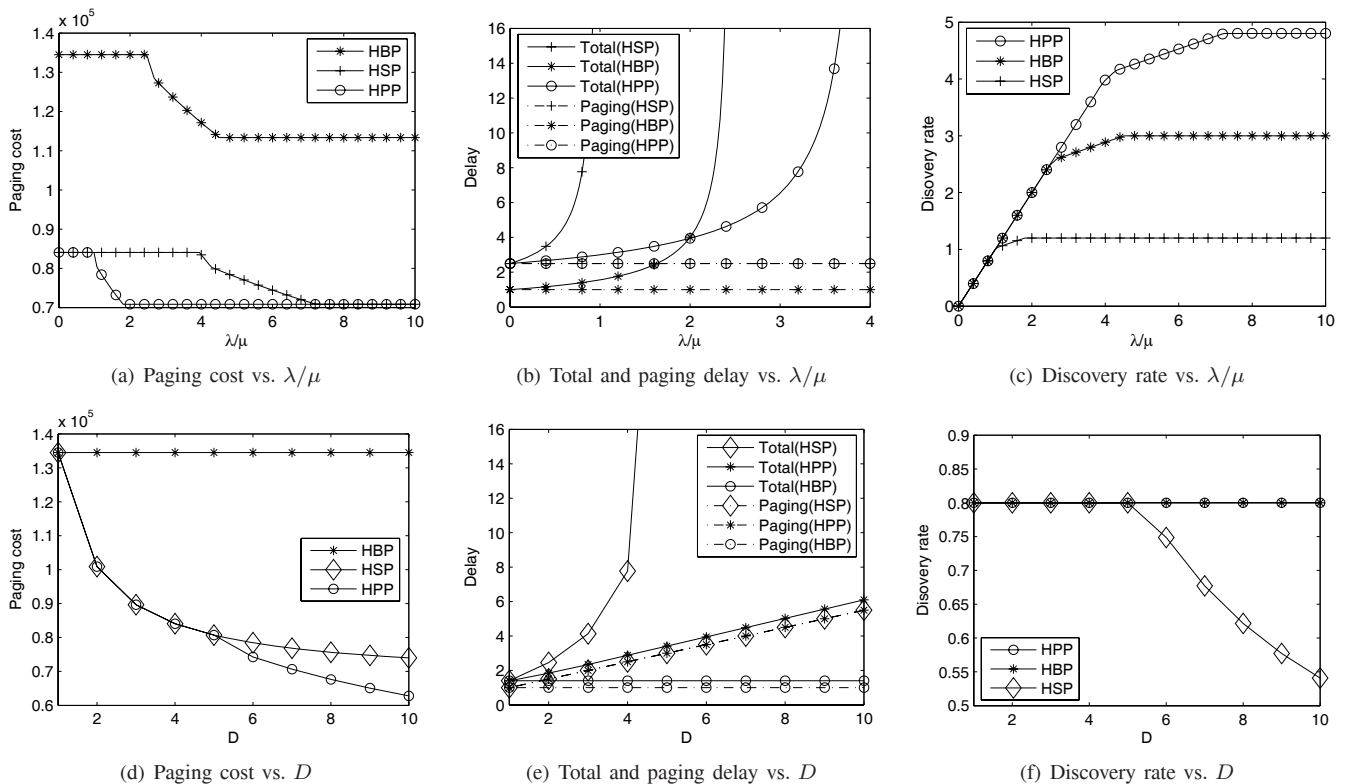 x 10⁵
1.4
1.3
1.2
1.1
1
0.9
0.8
0.7
0 2 4 6 8 10
Paging cost
λ/μ
HBP
HSP
HPP
(a) Paging cost vs. λ/μ
16
14
12
10
8
6
4
2
0
0 1 2 3 4
Delay
λ/μ
Total(HSP)
Total(HBP)
Total(HPP)
Paging(HSP)
Paging(HBP)
Paging(HPP)
(b) Total and paging delay vs. λ/μ
5
4
3
2
1
0
0 2 4 6 8 10
Disovery rate
λ/μ
HPP
HBP
HSP
(c) Discovery rate vs. λ/μ
x 10⁵
1.4
1.3
1.2
1.1
1
0.9
0.8
0.7
0.6
2 4 6 8 10
Paging cost
D
HBP
HSP
HPP
(d) Paging cost vs. D
16
14
12
10
8
6
4
2
0
2 4 6 8 10
Delay
D
Total(HSP)
Total(HPP)
Total(HBP)
Paging(HSP)
Paging(HPP)
Paging(HBP)
(e) Total and paging delay vs. D
0.9
0.85
0.8
0.75
0.7
0.65
0.6
0.55
0.5
2 4 6 8 10
Disovery rate
D
HPP
HBP
HSP
(f) Discovery rate vs. D